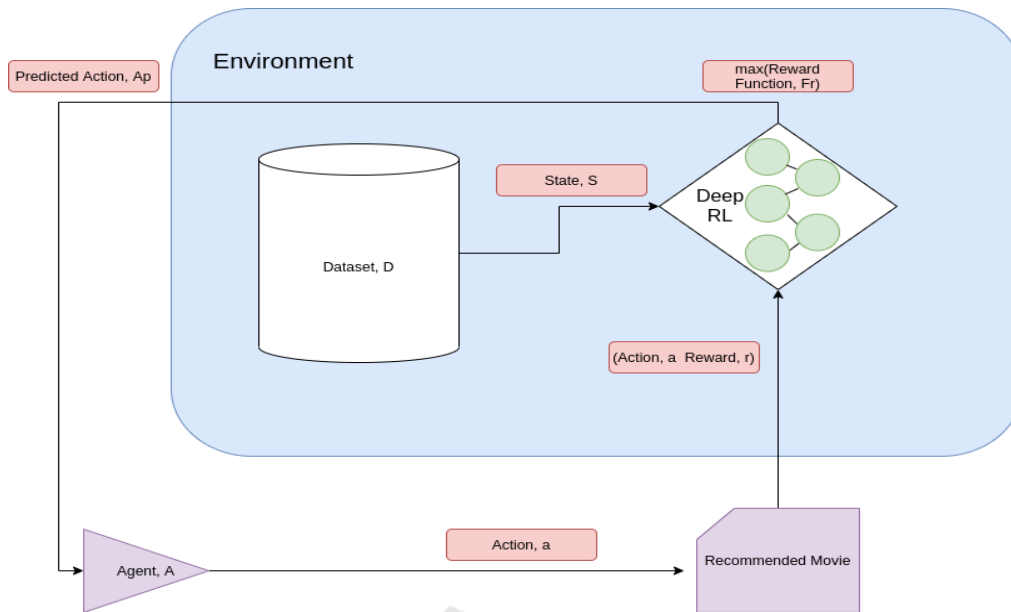 Environment
Predicted Action, Ap
max(Reward
Function, Fr)
State, S
Deep
RL
Dataset, D
(Action, a  Reward, r)
Action, a
Agent, A
Recommended Movie